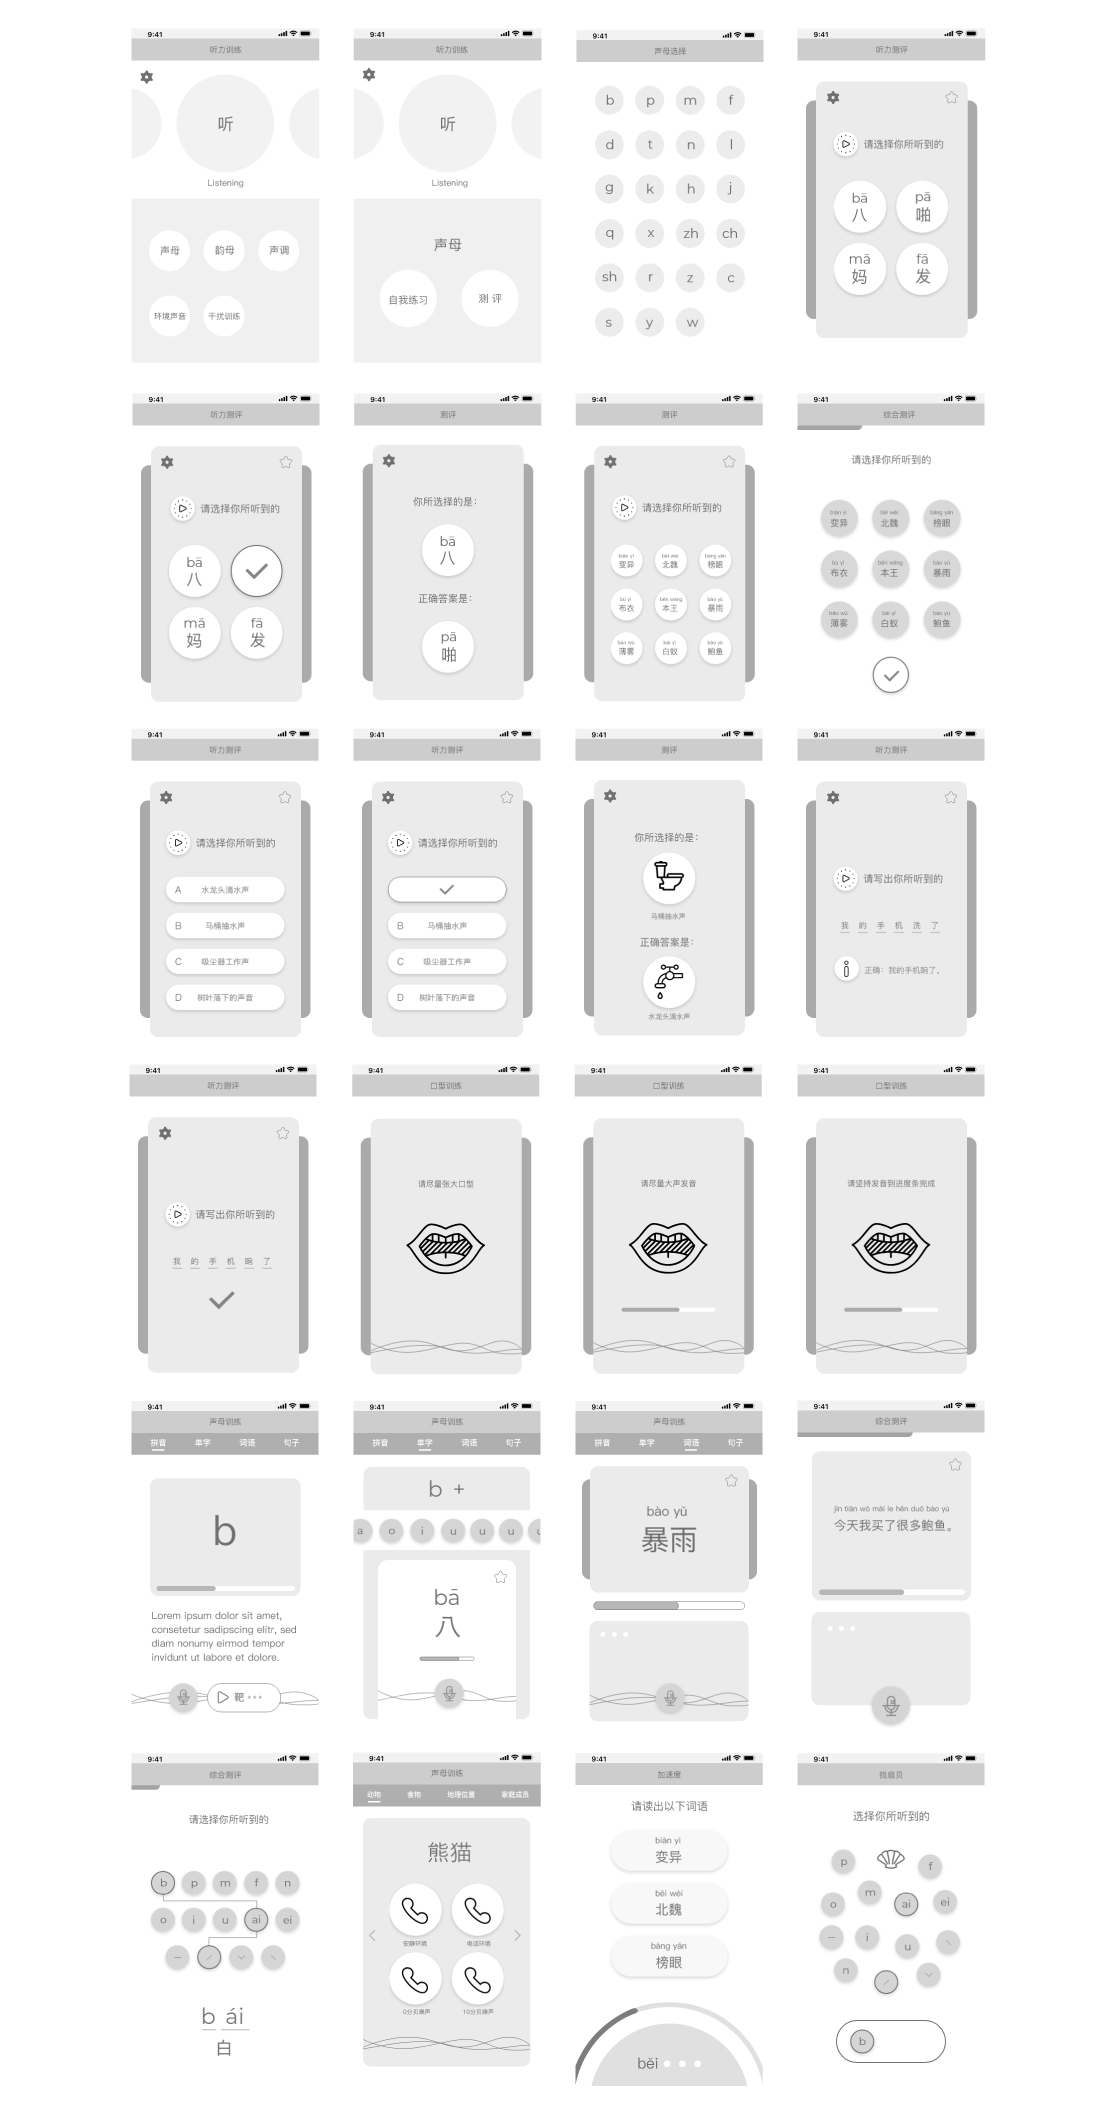 9:41
听力训练
听
Listening
声母 韵母 声调
环境声音 干扰训练
9:41
听力训练
听
Listening
声母
自我练习 测 评
9:41
声母选择
b p m f
d t n l
g k h j
q x zh ch
sh r z c
s y w
9:41
听力测评
请选择你所听到的
bā pā
八 啪
mā fā
妈 发
9:41
听力测评
请选择你所听到的
bā
八
mā fā
妈 发
9:41
测评
你所选择的是：
bā
八
正确答案是：
pā
啪
9:41
测评
请选择你所听到的
biàn yì běi wèi bǎng yǎn
变异 北魏 榜眼
bù yī běn wáng bào yǔ
布衣 本王 暴雨
báo wù bái yǐ bào yú
薄雾 白蚁 鲍鱼
9:41
综合测评
请选择你所听到的
biàn yì běi wèi bǎng yǎn
变异 北魏 榜眼
bù yī běn wáng bào yǔ
布衣 本王 暴雨
báo wù bái yǐ bào yú
薄雾 白蚁 鲍鱼
9:41
听力测评
请选择你所听到的
A 水龙头滴水声
B 马桶抽水声
C 吸尘器工作声
D 树叶落下的声音
9:41
听力测评
请选择你所听到的
B 马桶抽水声
C 吸尘器工作声
D 树叶落下的声音
9:41
测评
你所选择的是：
马桶抽水声
正确答案是：
水龙头滴水声
9:41
听力测评
请写出你所听到的
我 的 手 机 洗 了
正确：我的手机响了。
9:41
听力测评
请写出你所听到的
我 的 手 机 响 了
9:41
口型训练
请尽量张大口型
9:41
口型训练
请尽量大声发音
9:41
口型训练
请坚持发音到进度条完成
9:41
声母训练
拼音 单字 词语 句子
b
Lorem ipsum dolor sit amet,
consetetur sadipscing elitr, sed
diam nonumy eirmod tempor
invidunt ut labore et dolore.
靶
9:41
声母训练
拼音 单字 词语 句子
b +
a o i u u u u
bā
八
9:41
声母训练
拼音 单字 词语 句子
bào yǔ
暴雨
9:41
综合测评
jīn tiān wǒ mǎi le hěn duō bào yú
今天我买了很多鲍鱼。
9:41
综合测评
请选择你所听到的
b p m f n
o i u ai ei
b ái
白
9:41
声母训练
动物 食物 地理位置 家庭成员
熊猫
安静环境 电话环境
0分贝噪声 10分贝噪声
9:41
加速度
请读出以下词语
biàn yì
变异
běi wèi
北魏
bǎng yǎn
榜眼
běi
9:41
找扇贝
选择你所听到的
p f
m
o ai ei
i u
n
b